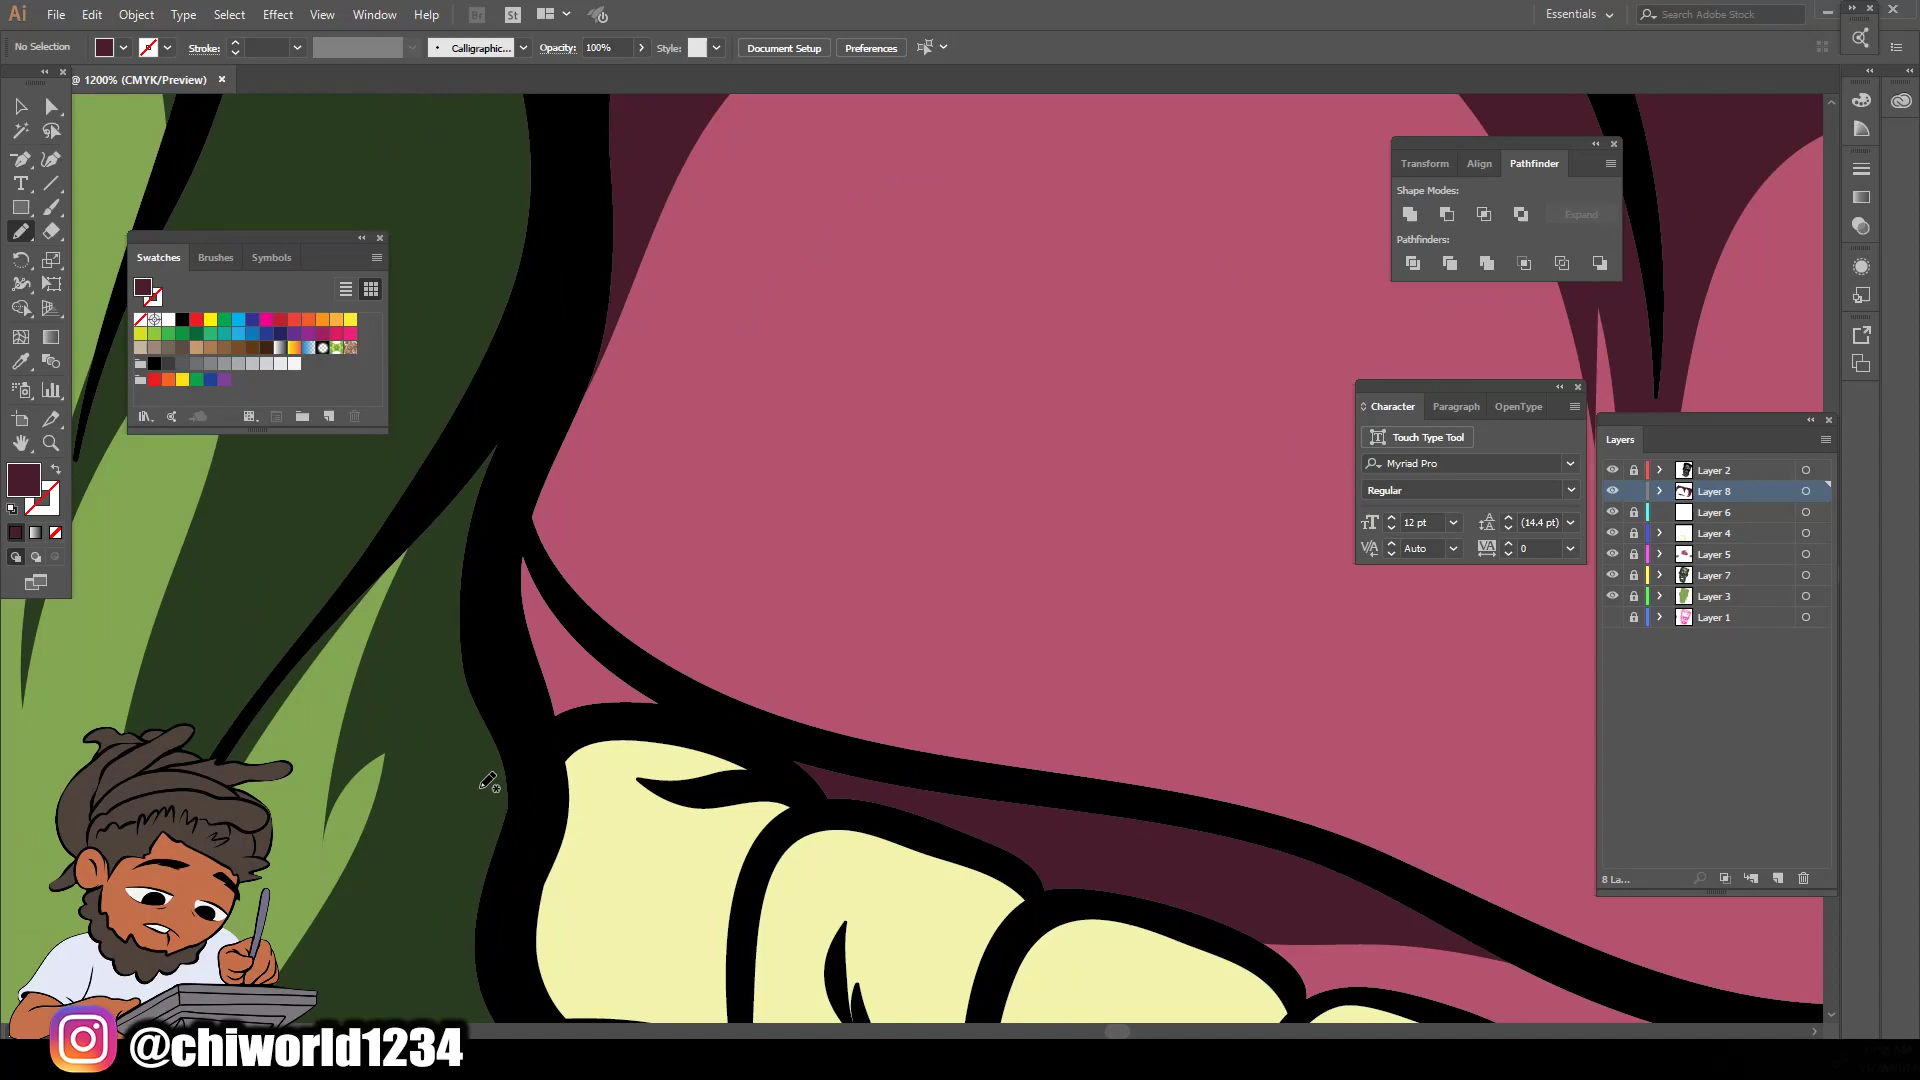 Ai File Edit Object Type Select Effect View Window Help Br St Essentials Search Adobe Stock
No Selection Stroke: Calligraphic... Opacity: 100% Style: Document Setup Preferences
@ 1200% (CMYK/Preview)
Transform Align Pathfinder
Shape Modes:
Expand
Pathfinders:
Swatches Brushes Symbols
Character Paragraph OpenType
Touch Type Tool
Myriad Pro
Regular
12 pt (14.4 pt)
Auto 0
Layers
Layer 2
Layer 8
Layer 6
Layer 4
Layer 5
Layer 7
Layer 3
Layer 1
8 La...
@chiworld1234